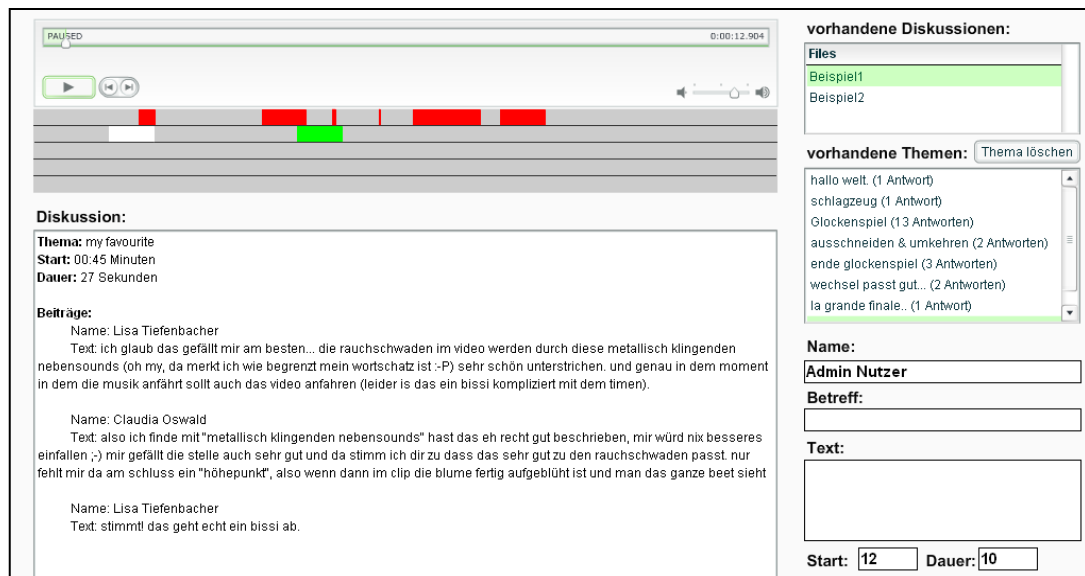 PAUSED
0:00:12.904
Diskussion:
Thema: my favourite
Start: 00:45 Minuten
Dauer: 27 Sekunden
Beiträge:
Name: Lisa Tiefenbacher
Text: ich glaub das gefällt mir am besten... die rauchschwaden im video werden durch diese metallisch klingenden
nebensounds (oh my, da merkt ich wie begrenzt mein wortschatz ist :-P) sehr schön unterstrichen. und genau in dem moment
in dem die musik anfährt sollt auch das video anfahren (leider is das ein bissi kompliziert mit dem timen).
Name: Claudia Oswald
Text: also ich finde mit "metallisch klingenden nebensounds" hast das eh recht gut beschrieben, mir würd nix besseres
einfallen ;-) mir gefällt die stelle auch sehr gut und da stimm ich dir zu dass das sehr gut zu den rauchschwaden passt. nur
fehlt mir da am schluss ein "höhepunkt", also wenn dann im clip die blume fertig aufgeblüht ist und man das ganze beet sieht
Name: Lisa Tiefenbacher
Text: stimmt! das geht echt ein bissi ab.
vorhandene Diskussionen:
Files
Beispiel1
Beispiel2
vorhandene Themen: Thema löschen
hallo welt. (1 Antwort)
schlagzeug (1 Antwort)
Glockenspiel (13 Antworten)
ausschneiden & umkehren (2 Antworten)
ende glockenspiel (3 Antworten)
wechsel passt gut... (2 Antworten)
la grande finale.. (1 Antwort)
Name:
Admin Nutzer
Betreff:
Text:
Start: 12 Dauer: 10